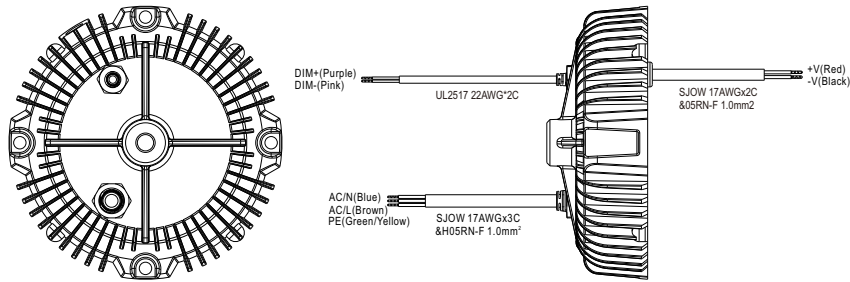 DIM+(Purple)
DIM-(Pink)
UL2517 22AWG*2C
+V(Red)
-V(Black)
SJOW 17AWGx2C
&05RN-F 1.0mm2
AC/N(Blue)
AC/L(Brown)
PE(Green/Yellow)
SJOW 17AWGx3C
&H05RN-F 1.0mm²